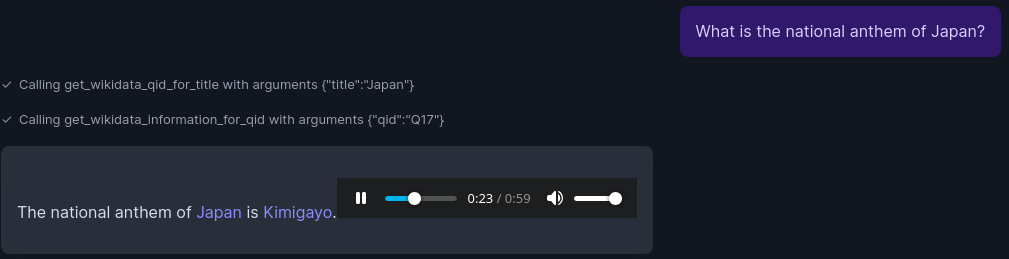 What is the national anthem of Japan?
✓ Calling get_wikidata_qid_for_title with arguments {"title":"Japan"}
✓ Calling get_wikidata_information_for_qid with arguments {"qid":"Q17"}
The national anthem of Japan is Kimigayo. 0:23 / 0:59